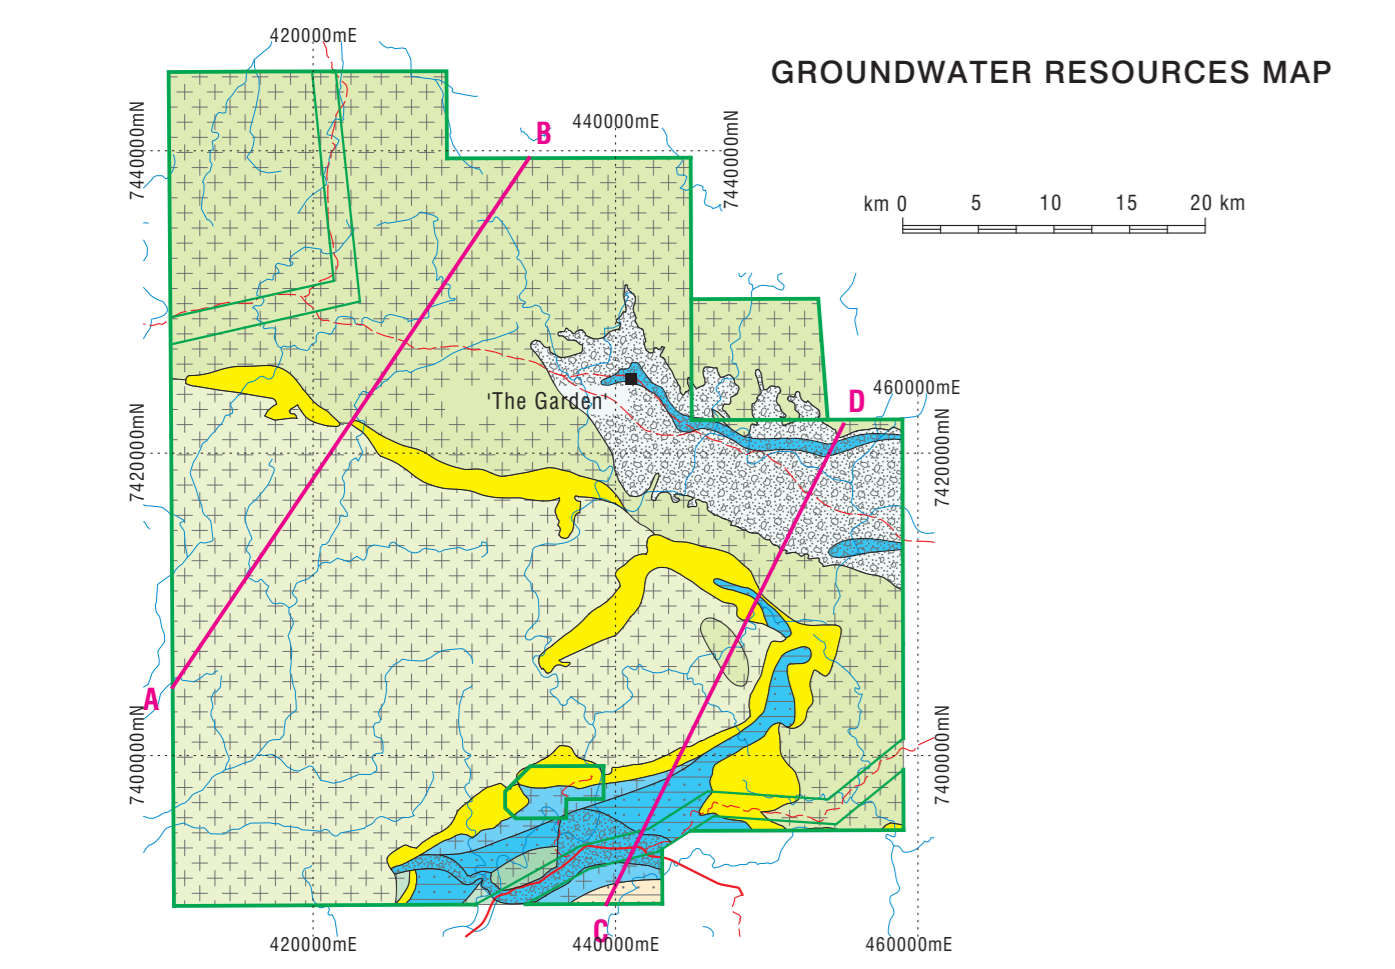 420000mE
GROUNDWATER RESOURCES MAP
440000mE
B
7440000mN
7440000mN
km 0 5 10 15 20 km
460000mE
D
'The Garden'
7420000mN
7420000mN
A
7400000mN
7400000mN
C
420000mE
440000mE
460000mE